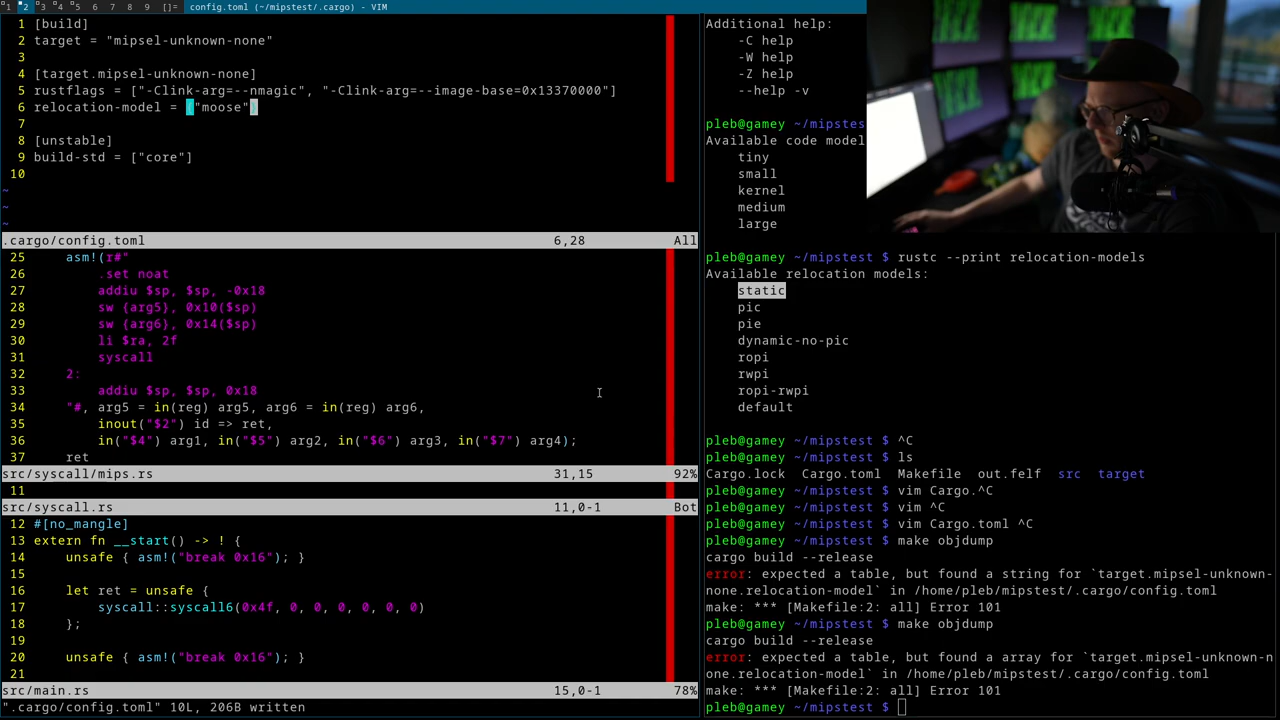 1 2 3 4 5 6 7 8 9 []= config.toml (~/mipstest/.cargo) - VIM
1 [build]
2 target = "mipsel-unknown-none"
3
4 [target.mipsel-unknown-none]
5 rustflags = ["-Clink-arg=--nmagic", "-Clink-arg=--image-base=0x13370000"]
6 relocation-model = {"moose"}
7
8 [unstable]
9 build-std = ["core"]
10
~
~
~
.cargo/config.toml 6,28 All
25 asm!(r#"
26 .set noat
27 addiu $sp, $sp, -0x18
28 sw {arg5}, 0x10($sp)
29 sw {arg6}, 0x14($sp)
30 li $ra, 2f
31 syscall
32 2:
33 addiu $sp, $sp, 0x18
34 "#, arg5 = in(reg) arg5, arg6 = in(reg) arg6,
35 inout("$2") id => ret,
36 in("$4") arg1, in("$5") arg2, in("$6") arg3, in("$7") arg4);
37 ret
src/syscall/mips.rs 31,15 92%
11
src/syscall.rs 11,0-1 Bot
12 #[no_mangle]
13 extern fn __start() -> ! {
14 unsafe { asm!("break 0x16"); }
15
16 let ret = unsafe {
17 syscall::syscall6(0x4f, 0, 0, 0, 0, 0, 0)
18 };
19
20 unsafe { asm!("break 0x16"); }
21
src/main.rs 15,0-1 78%
".cargo/config.toml" 10L, 206B written
Additional help:
-C help
-W help
-Z help
--help -v
pleb@gamey ~/mipstes
Available code model
tiny
small
kernel
medium
large
pleb@gamey ~/mipstest $ rustc --print relocation-models
Available relocation models:
static
pic
pie
dynamic-no-pic
ropi
rwpi
ropi-rwpi
default
pleb@gamey ~/mipstest $ ^C
pleb@gamey ~/mipstest $ ls
Cargo.lock Cargo.toml Makefile out.felf src target
pleb@gamey ~/mipstest $ vim Cargo.^C
pleb@gamey ~/mipstest $ vim ^C
pleb@gamey ~/mipstest $ vim Cargo.toml ^C
pleb@gamey ~/mipstest $ make objdump
cargo build --release
error: expected a table, but found a string for `target.mipsel-unknown-
none.relocation-model` in /home/pleb/mipstest/.cargo/config.toml
make: *** [Makefile:2: all] Error 101
pleb@gamey ~/mipstest $ make objdump
cargo build --release
error: expected a table, but found a array for `target.mipsel-unknown-n
one.relocation-model` in /home/pleb/mipstest/.cargo/config.toml
make: *** [Makefile:2: all] Error 101
pleb@gamey ~/mipstest $